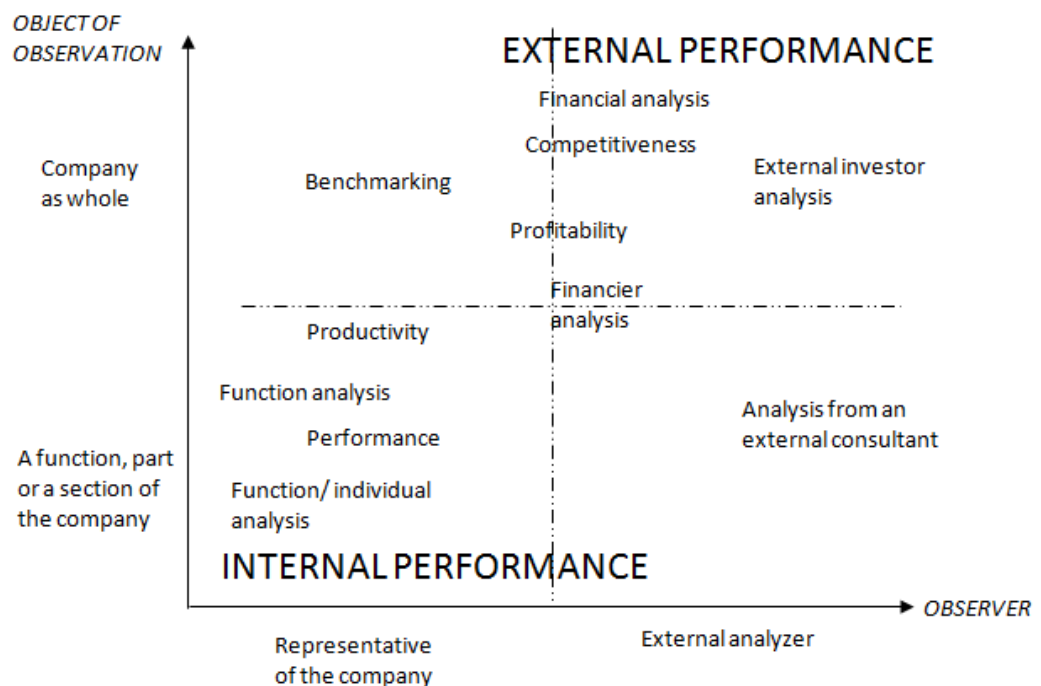 OBJECT OF
OBSERVATION
EXTERNAL PERFORMANCE
Financial analysis
Competitiveness
Company
as whole
Benchmarking
External investor
analysis
Profitability
Financier
analysis
Productivity
Function analysis
Performance
Analysis from an
external consultant
A function, part
or a section of
the company
Function/ individual
analysis
INTERNAL PERFORMANCE
OBSERVER
Representative
of the company
External analyzer